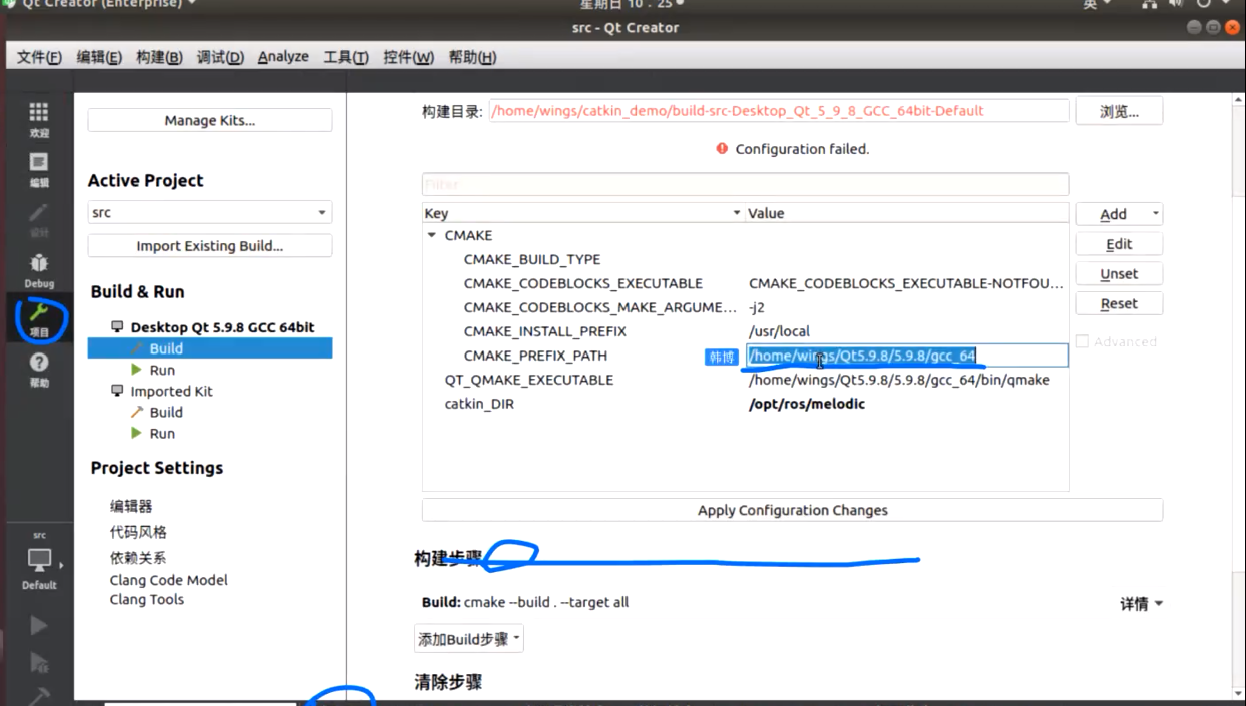 Qt Creator (Enterprise)
星期日 10：25
英
src - Qt Creator
文件(F) 编辑(E) 构建(B) 调试(D) Analyze 工具(T) 控件(W) 帮助(H)
欢迎
编辑
设计
Debug
项目
帮助
src
Default
Manage Kits...
Active Project
src
Import Existing Build...
Build & Run
Desktop Qt 5.9.8 GCC 64bit
Build
Run
Imported Kit
Build
Run
Project Settings
编辑器
代码风格
依赖关系
Clang Code Model
Clang Tools
构建目录: /home/wings/catkin_demo/build-src-Desktop_Qt_5_9_8_GCC_64bit-Default 浏览...
Configuration failed.
Filter
Key Value
CMAKE
CMAKE_BUILD_TYPE
CMAKE_CODEBLOCKS_EXECUTABLE CMAKE_CODEBLOCKS_EXECUTABLE-NOTFOU...
CMAKE_CODEBLOCKS_MAKE_ARGUME... -j2
CMAKE_INSTALL_PREFIX /usr/local
CMAKE_PREFIX_PATH 韩博 /home/wings/Qt5.9.8/5.9.8/gcc_64
QT_QMAKE_EXECUTABLE /home/wings/Qt5.9.8/5.9.8/gcc_64/bin/qmake
catkin_DIR /opt/ros/melodic
Add
Edit
Unset
Reset
Advanced
Apply Configuration Changes
构建步骤
Build: cmake --build . --target all 详情
添加Build步骤
清除步骤